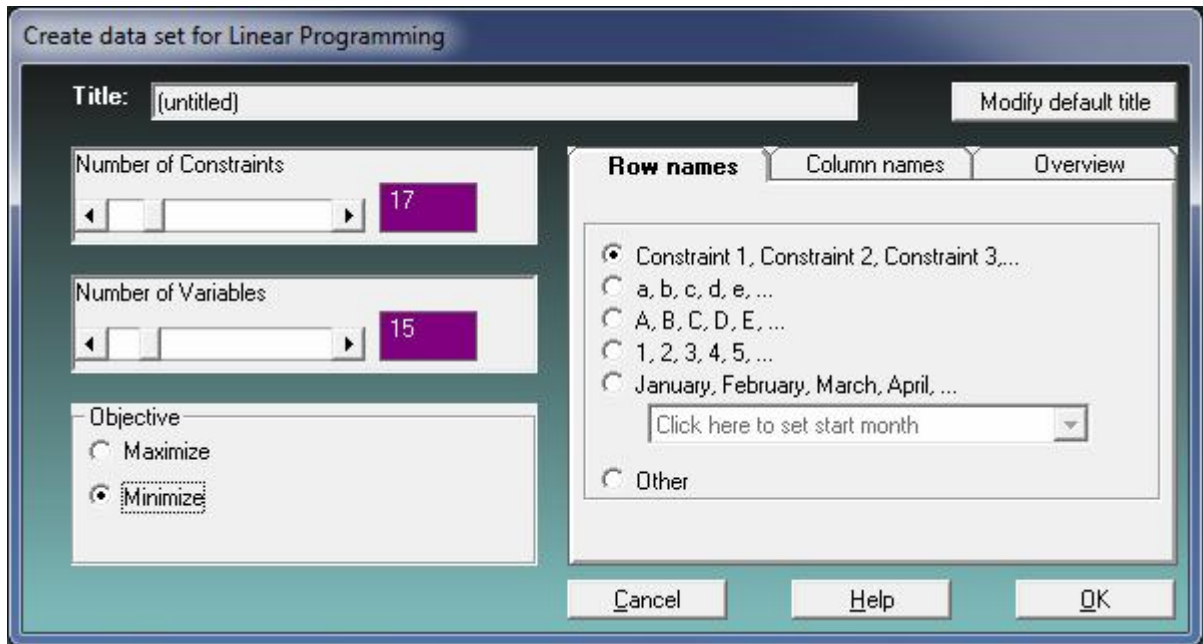 Create data set for Linear Programming
Title: (untitled) Modify default title
Number of Constraints
17
Number of Variables
15
Objective
Maximize
Minimize
Row names Column names Overview
Constraint 1, Constraint 2, Constraint 3,...
a, b, c, d, e, ...
A, B, C, D, E, ...
1, 2, 3, 4, 5, ...
January, February, March, April, ...
Click here to set start month
Other
Cancel Help OK